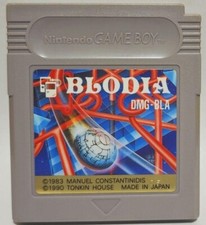 Nintendo GAME BOY
BLODIA
DMG-BLA
©1983 MANUEL CONSTANTINIDIS
©1990 TONKIN HOUSE MADE IN JAPAN